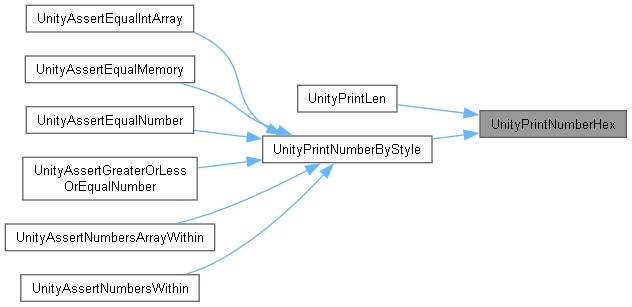 UnityAssertEqualIntArray
UnityAssertEqualMemory
UnityPrintLen
UnityAssertEqualNumber
UnityPrintNumberHex
UnityPrintNumberByStyle
UnityAssertGreaterOrLess
OrEqualNumber
UnityAssertNumbersArrayWithin
UnityAssertNumbersWithin